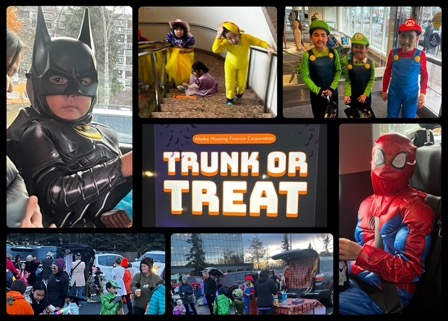 Alaska Housing Finance Corporation
TRUNK OR
TREAT